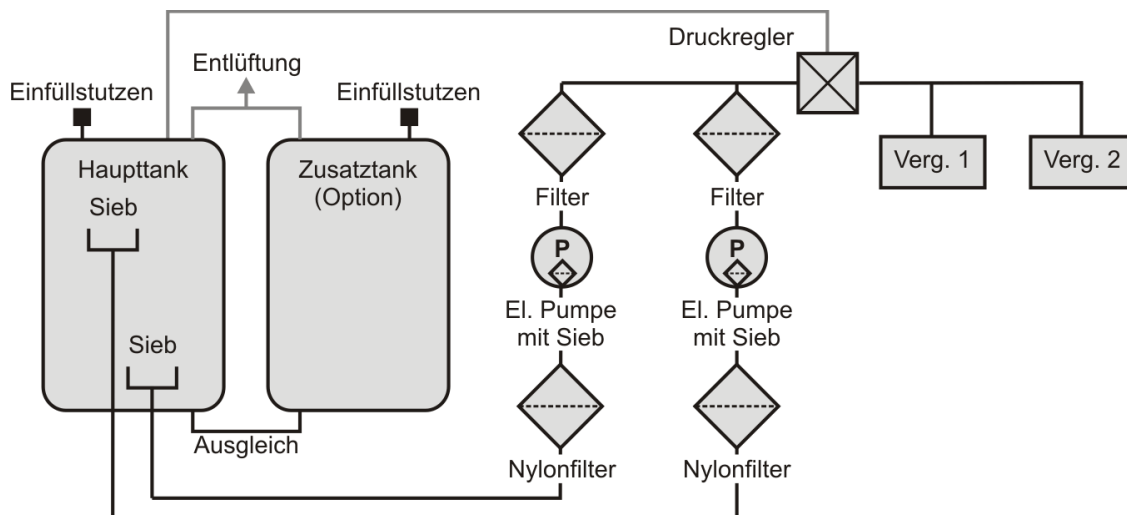 Druckregler
Entlüftung
Einfüllstutzen
Einfüllstutzen
Haupttank
Zusatztank
(Option)
Verg. 1
Verg. 2
Sieb
Filter
Filter
P
P
El. Pumpe
mit Sieb
El. Pumpe
mit Sieb
Sieb
Ausgleich
Nylonfilter
Nylonfilter